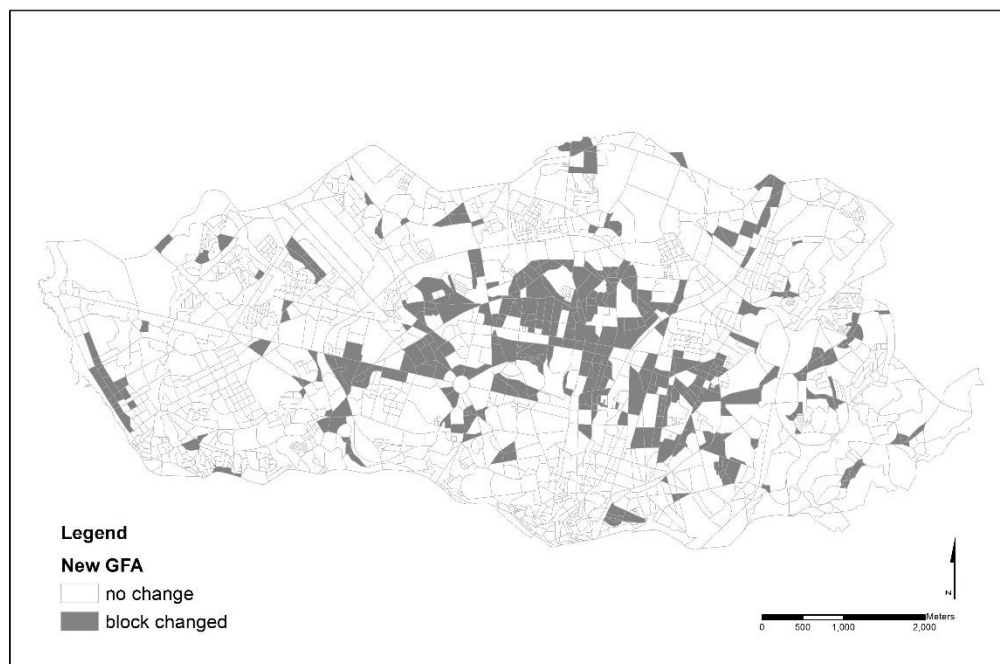 Legend
New GFA
no change
block changed
N
Meters
0 500 1,000 2,000